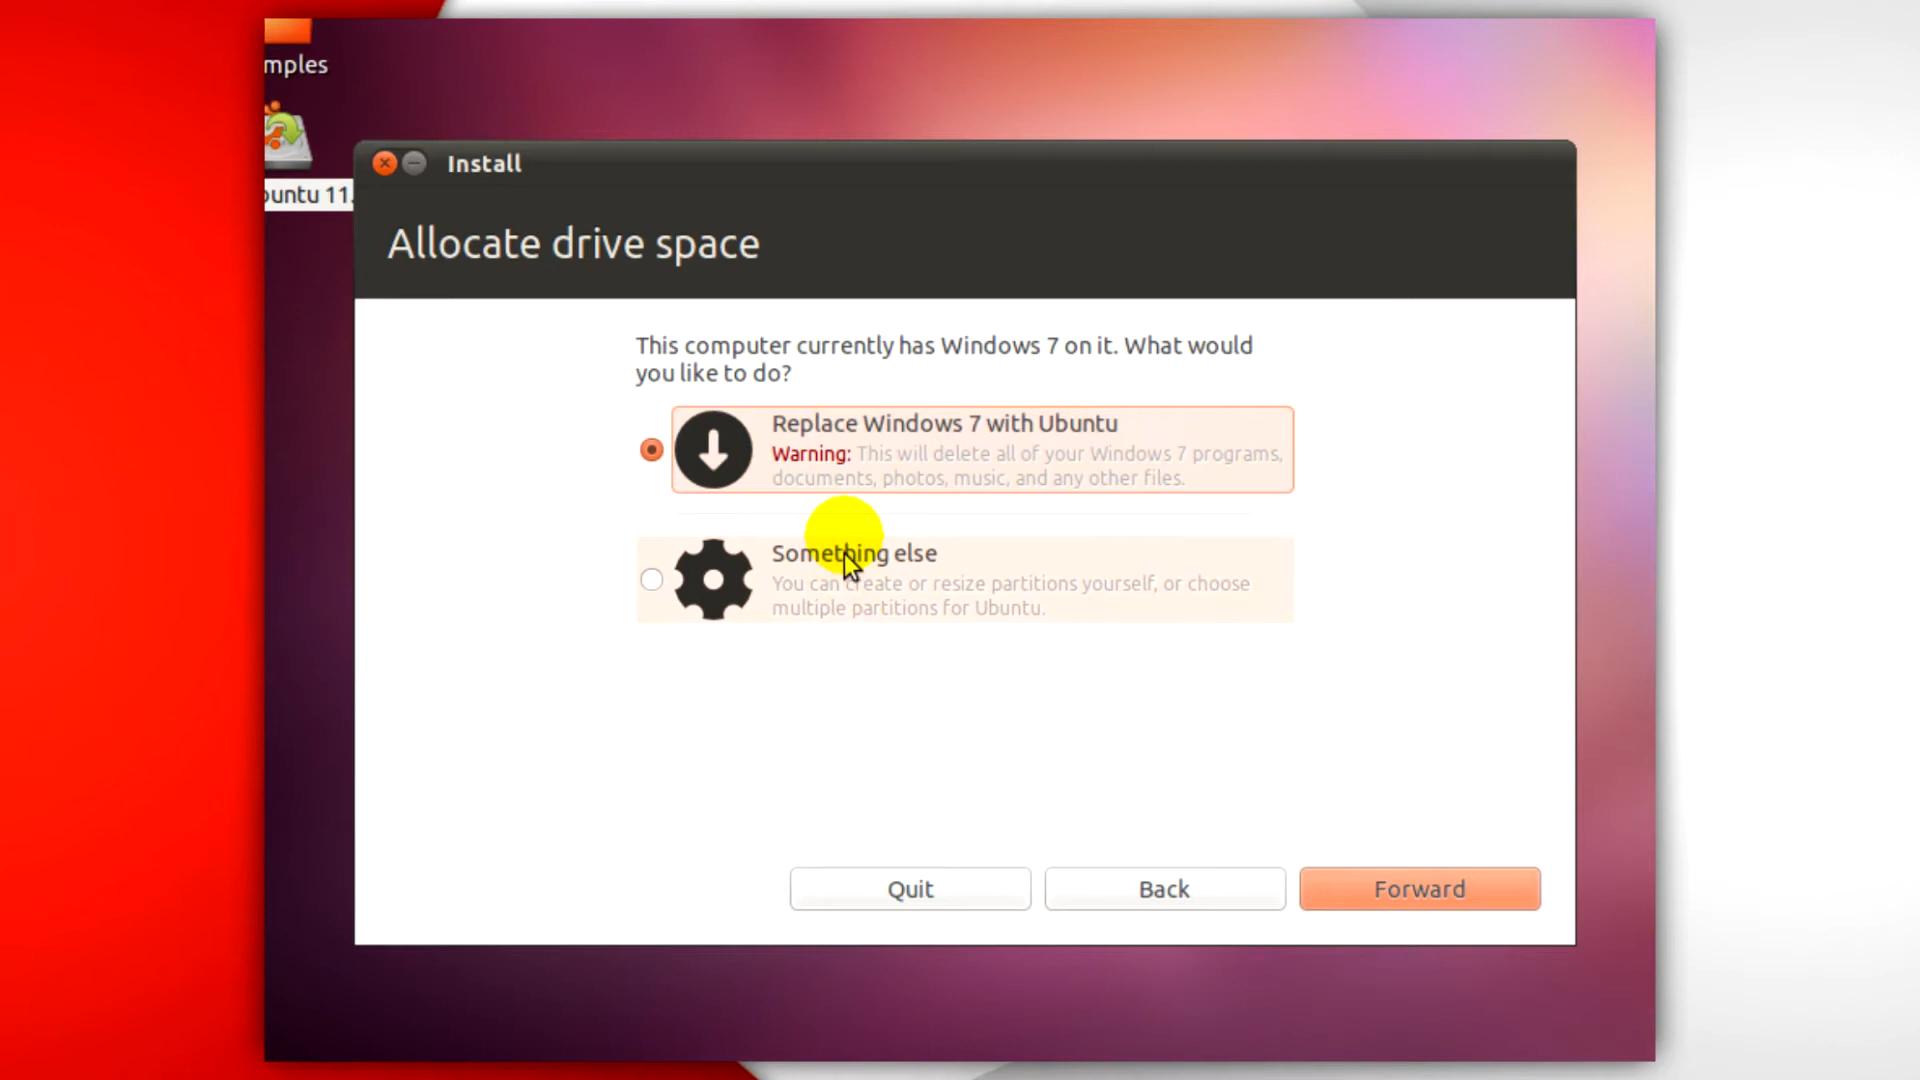 mples
buntu 11.
Install
Allocate drive space
This computer currently has Windows 7 on it. What would
you like to do?
Replace Windows 7 with Ubuntu
Warning: This will delete all of your Windows 7 programs,
documents, photos, music, and any other files.
Something else
You can create or resize partitions yourself, or choose
multiple partitions for Ubuntu.
Quit
Back
Forward